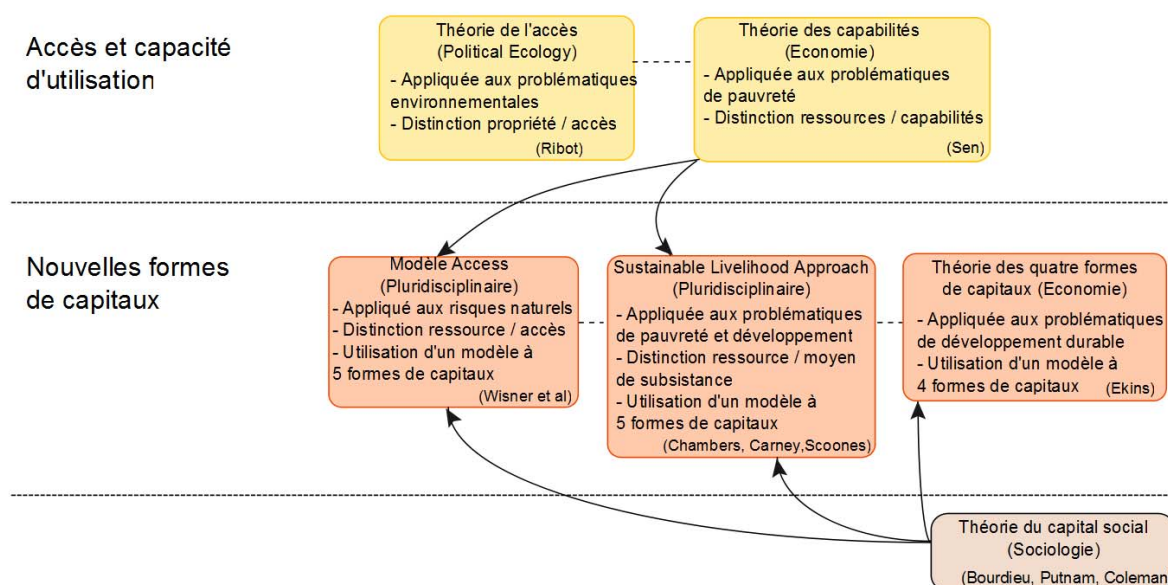 Accès et capacité
d'utilisation
Théorie de l'accès
(Political Ecology)
- Appliquée aux problématiques
environnementales
- Distinction propriété / accès
(Ribot)
Théorie des capabilités
(Economie)
- Appliquée aux problématiques
de pauvreté
- Distinction ressources / capabilités
(Sen)
Nouvelles formes
de capitaux
Modèle Access
(Pluridisciplinaire)
- Appliqué aux risques naturels
- Distinction ressource / accès
- Utilisation d'un modèle à
5 formes de capitaux
(Wisner et al)
Sustainable Livelihood Approach
(Pluridisciplinaire)
- Appliquée aux problématiques
de pauvreté et développement
- Distinction ressource / moyen
de subsistance
- Utilisation d'un modèle à
5 formes de capitaux
(Chambers, Carney,Scoones)
Théorie des quatre formes
de capitaux (Economie)
- Appliquée aux problématiques
de développement durable
- Utilisation d'un modèle à
4 formes de capitaux
(Ekins)
Théorie du capital social
(Sociologie)
(Bourdieu, Putnam, Coleman